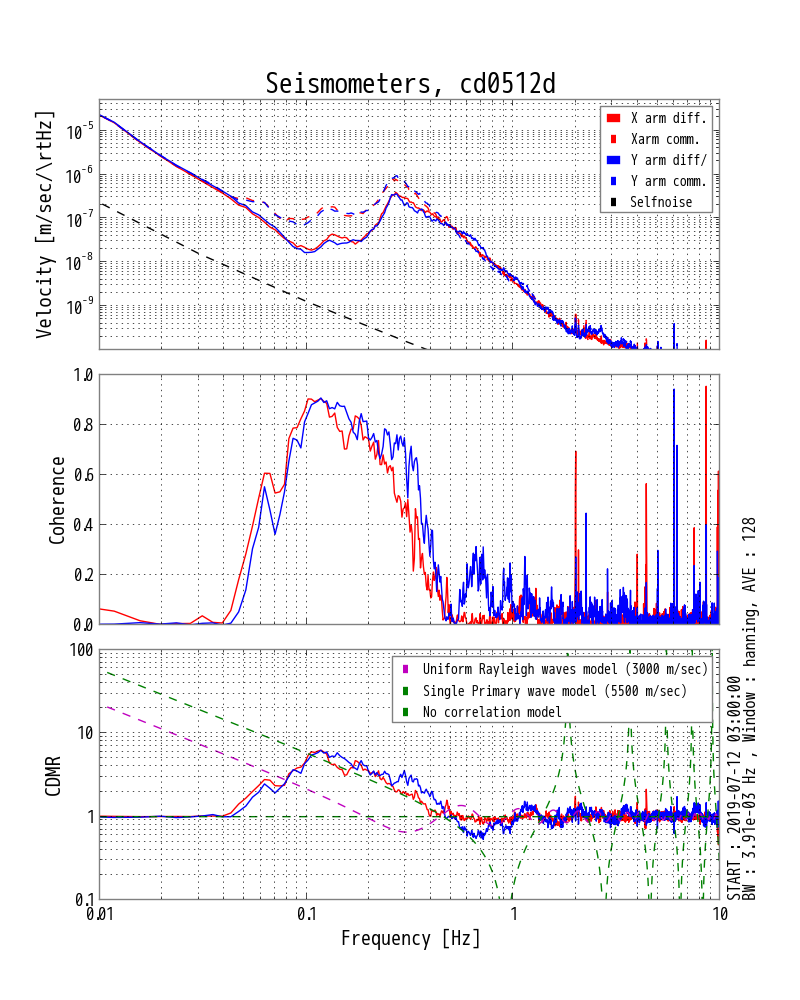 Seismometers, cd0512d
Velocity [m/sec/\rtHz]
10^-5
10^-6
10^-7
10^-8
10^-9
X arm diff.
Xarm comm.
Y arm diff/
Y arm comm.
Selfnoise
Coherence
1.0
0.8
0.6
0.4
0.2
0.0
CDMR
100
10
1
0.1
Uniform Rayleigh waves model (3000 m/sec)
Single Primary wave model (5500 m/sec)
No correlation model
0.01
0.1
1
10
Frequency [Hz]
START : 2019-07-12 03:00:00
BW : 3.91e-03 Hz , Window : hanning, AVE : 128